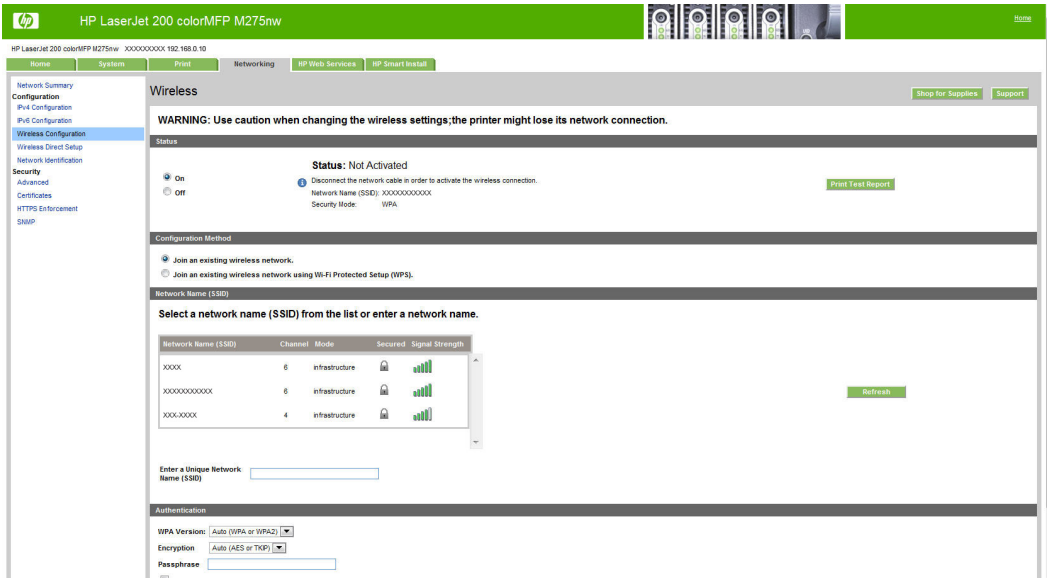 hp HP LaserJet 200 colorMFP M275nw
Home
HP LaserJet 200 colorMFP M275nw XXXXXXXXX 192.168.0.10
Home System Print Networking HP Web Services HP Smart Install
Network Summary
Configuration
IPv4 Configuration
IPv6 Configuration
Wireless Configuration
Wireless Direct Setup
Network Identification
Security
Advanced
Certificates
HTTPS Enforcement
SNMP
Wireless
Shop for Supplies Support
WARNING: Use caution when changing the wireless settings;the printer might lose its network connection.
Status
On
Off
Status: Not Activated
Disconnect the network cable in order to activate the wireless connection.
Network Name (SSID): XXXXXXXXXXX
Security Mode: WPA
Print Test Report
Configuration Method
Join an existing wireless network.
Join an existing wireless network using Wi-Fi Protected Setup (WPS).
Network Name (SSID)
Select a network name (SSID) from the list or enter a network name.
Network Name (SSID) Channel Mode Secured Signal Strength
XXXX 6 infrastructure
XXXXXXXXXXX 6 infrastructure
XXX-XXXX 4 infrastructure
Refresh
Enter a Unique Network
Name (SSID)
Authentication
WPA Version: Auto (WPA or WPA2)
Encryption Auto (AES or TKIP)
Passphrase